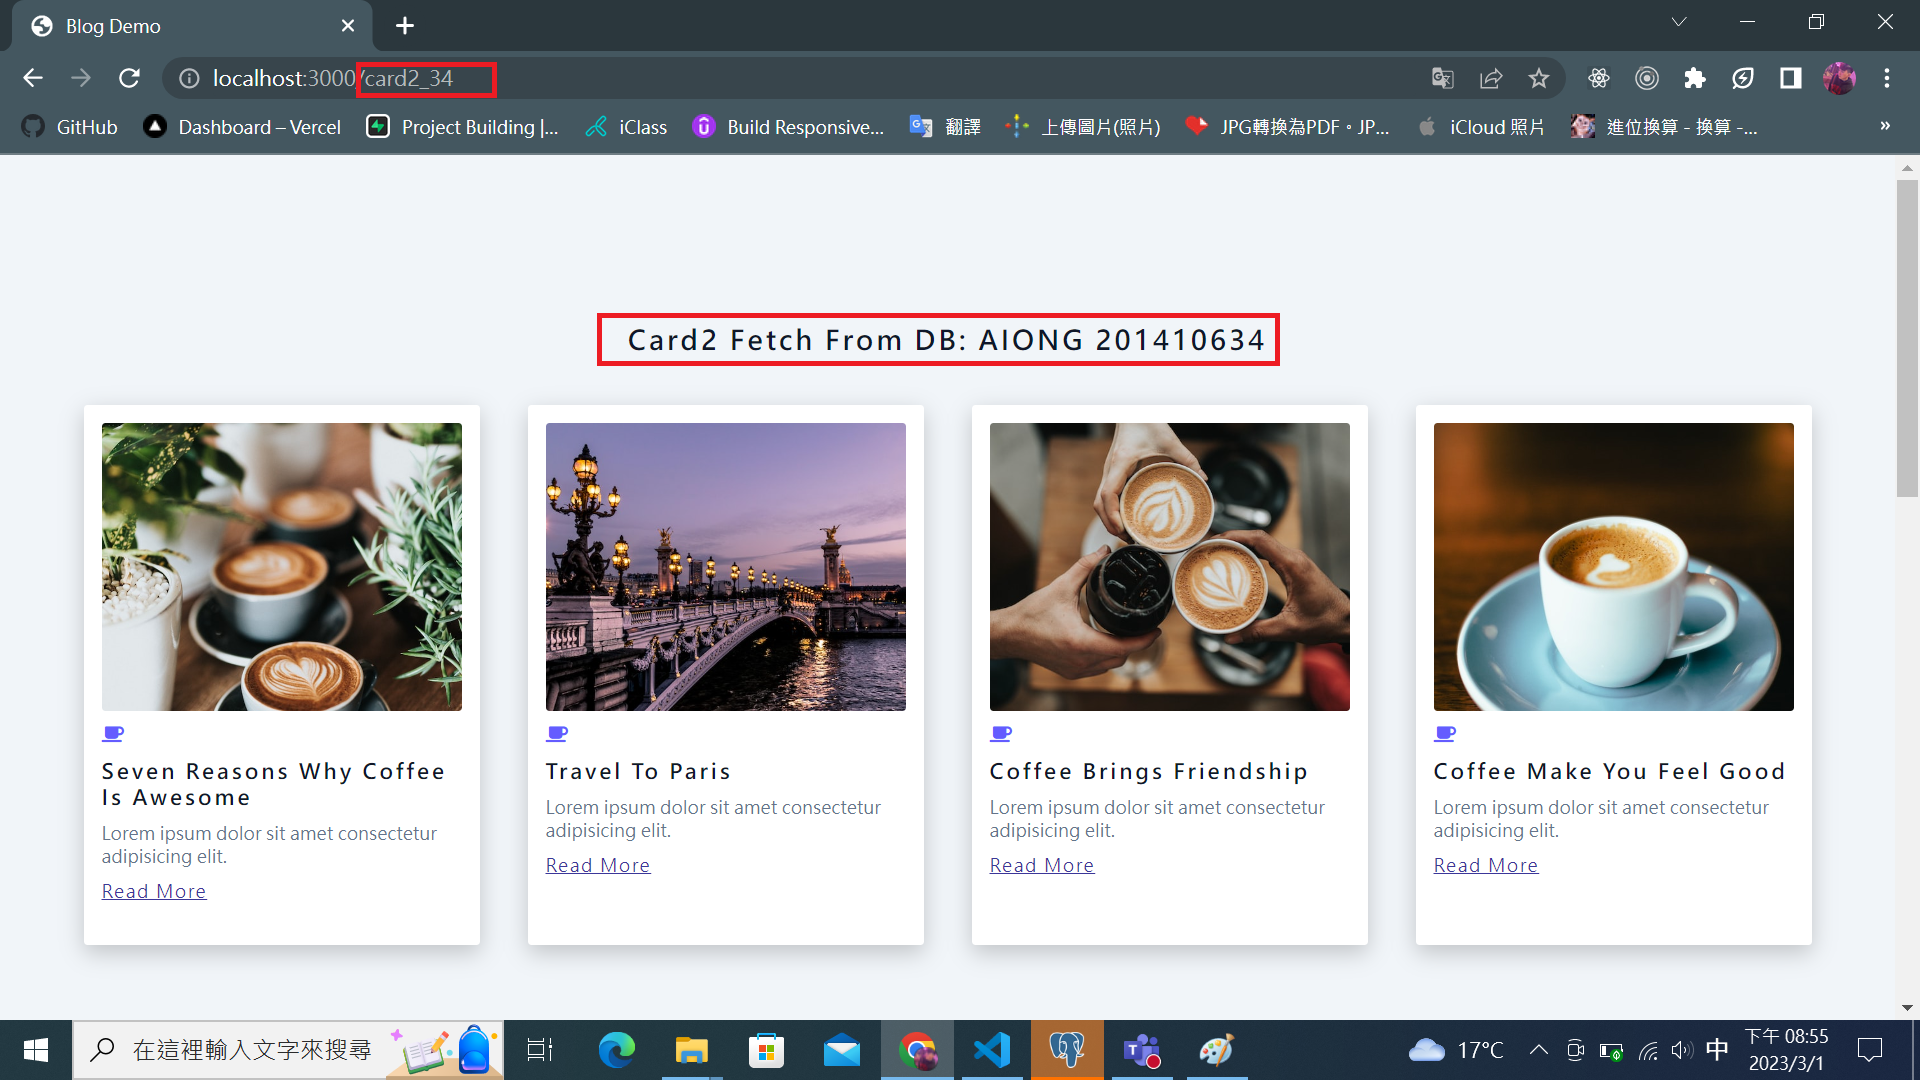 Blog Demo
localhost:3000/card2_34
GitHub
Dashboard – Vercel
Project Building |...
iClass
Build Responsive...
翻譯
上傳圖片(照片)
JPG轉換為PDF。JP...
iCloud 照片
進位換算 - 換算 -...
»
Card2 Fetch From DB: AIONG 201410634
Seven Reasons Why Coffee
Is Awesome
Lorem ipsum dolor sit amet consectetur
adipisicing elit.
Read More
Travel To Paris
Lorem ipsum dolor sit amet consectetur
adipisicing elit.
Read More
Coffee Brings Friendship
Lorem ipsum dolor sit amet consectetur
adipisicing elit.
Read More
Coffee Make You Feel Good
Lorem ipsum dolor sit amet consectetur
adipisicing elit.
Read More
在這裡輸入文字來搜尋
17°C
中
下午 08:55
2023/3/1